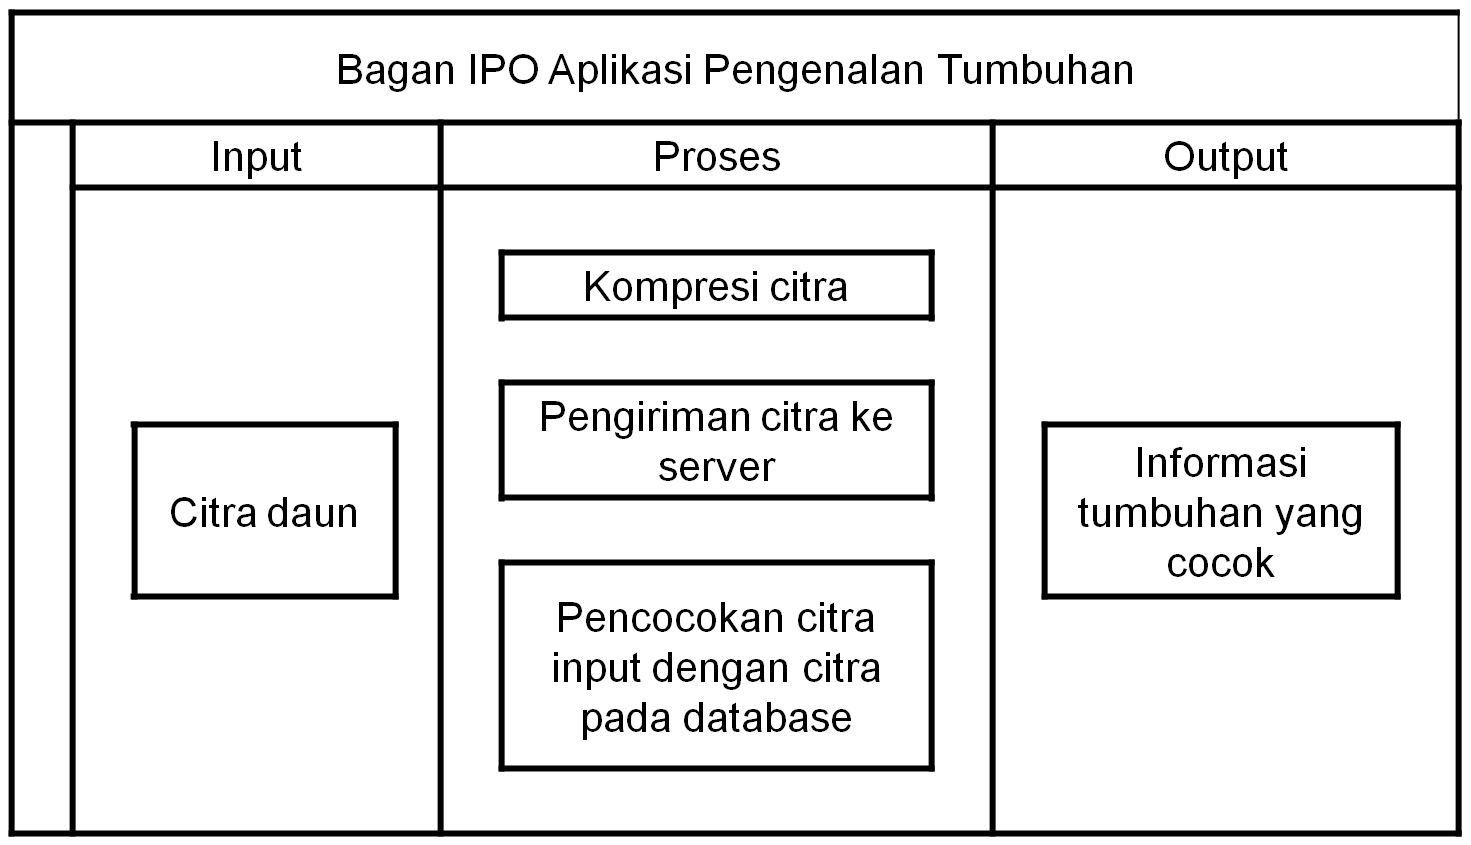 Bagan IPO Aplikasi Pengenalan Tumbuhan
Input
Proses
Output
Citra daun
Kompresi citra
Pengiriman citra ke
server
Pencocokan citra
input dengan citra
pada database
Informasi
tumbuhan yang
cocok